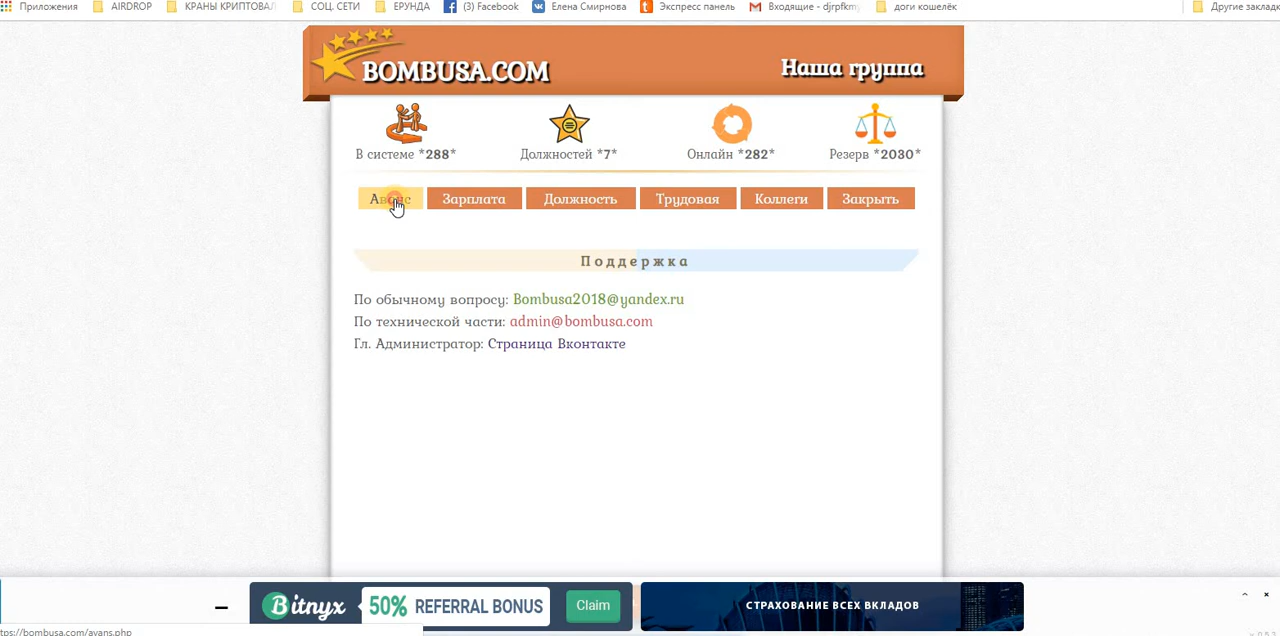 Приложения AIRDROP КРАНЫ КРИПТОВАЛ СОЦ. СЕТИ ЕРУНДА (3) Facebook Елена Смирнова Экспресс панель Входящие - djrpfkm доги кошелёк Другие закладк
BOMBUSA.COM Наша группа
В системе *288* Должностей *7* Онлайн *282* Резерв *2030*
Аванс Зарплата Должность Трудовая Коллеги Закрыть
Поддержка
По обычному вопросу: Bombusa2018@yandex.ru
По технической части: admin@bombusa.com
Гл. Администратор: Страница Вконтакте
Bitnyx 50% REFERRAL BONUS Claim СТРАХОВАНИЕ ВСЕХ ВКЛАДОВ
tps://bombusa.com/avans.php